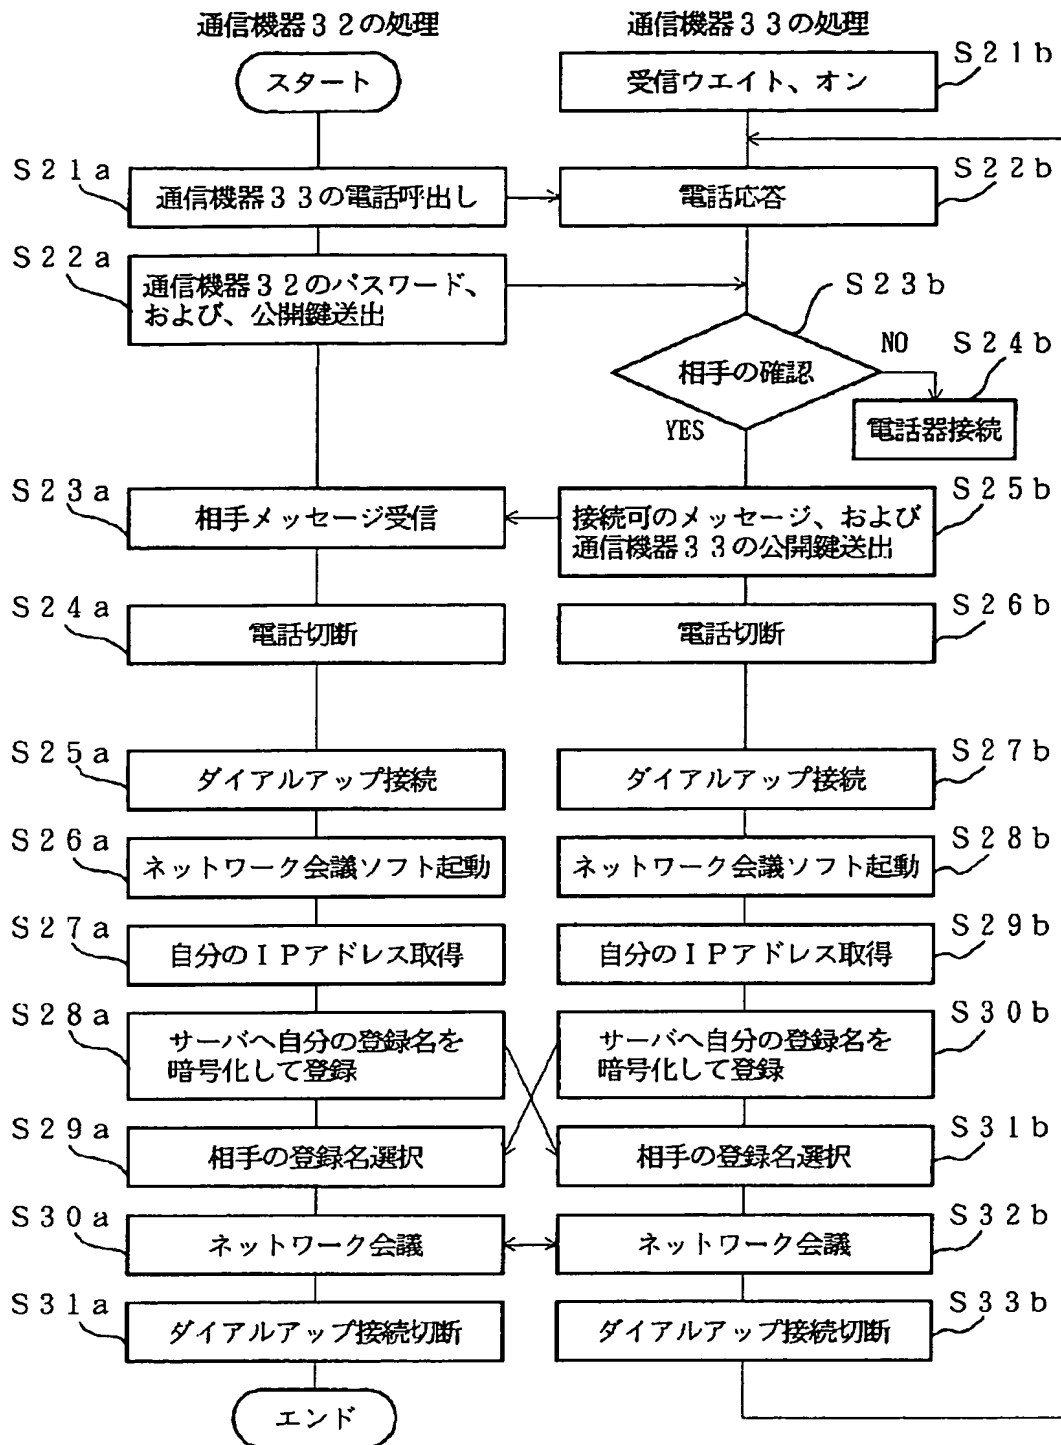 通信機器３２の処理
通信機器３３の処理
スタート
受信ウエイト、オン
Ｓ２１ｂ
Ｓ２１ａ
通信機器３３の電話呼出し
電話応答
Ｓ２２ｂ
Ｓ２２ａ
通信機器３２のパスワード、
および、公開鍵送出
Ｓ２３ｂ
相手の確認
NO
YES
Ｓ２４ｂ
電話器接続
Ｓ２３ａ
相手メッセージ受信
接続可のメッセージ、および
通信機器３３の公開鍵送出
Ｓ２５ｂ
Ｓ２４ａ
電話切断
電話切断
Ｓ２６ｂ
Ｓ２５ａ
ダイアルアップ接続
ダイアルアップ接続
Ｓ２７ｂ
Ｓ２６ａ
ネットワーク会議ソフト起動
ネットワーク会議ソフト起動
Ｓ２８ｂ
Ｓ２７ａ
自分のＩＰアドレス取得
自分のＩＰアドレス取得
Ｓ２９ｂ
Ｓ２８ａ
サーバへ自分の登録名を
暗号化して登録
サーバへ自分の登録名を
暗号化して登録
Ｓ３０ｂ
Ｓ２９ａ
相手の登録名選択
相手の登録名選択
Ｓ３１ｂ
Ｓ３０ａ
ネットワーク会議
ネットワーク会議
Ｓ３２ｂ
Ｓ３１ａ
ダイアルアップ接続切断
ダイアルアップ接続切断
Ｓ３３ｂ
エンド